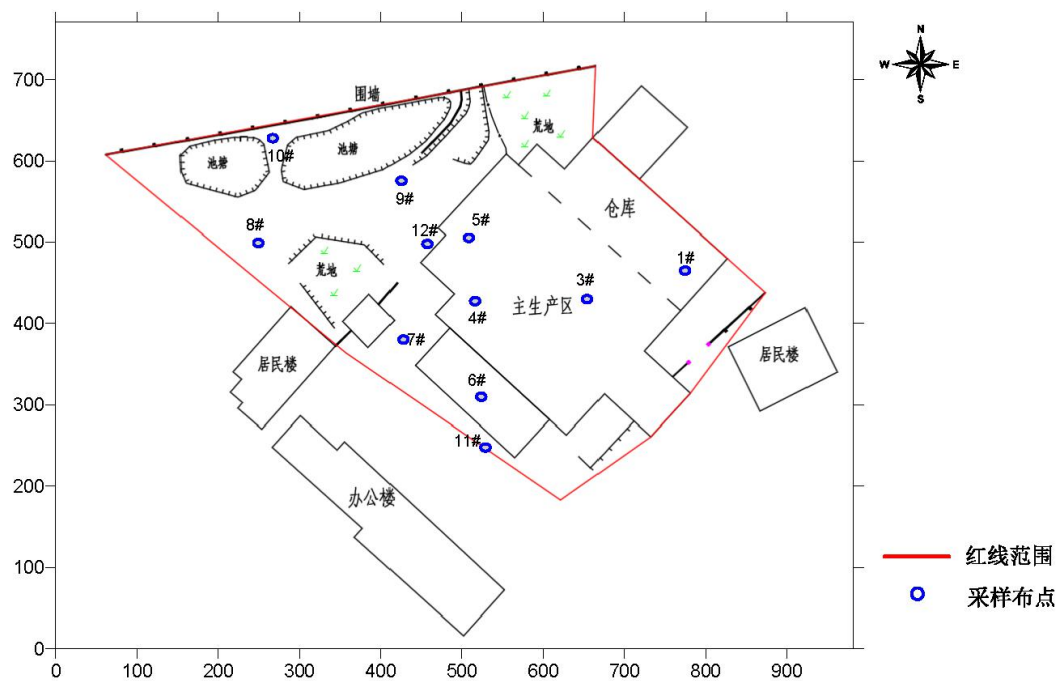 N
W
E
S
700
600
500
400
300
200
100
0
围墙
池塘
10#
池塘
荒地
9#
8#
12#
5#
仓库
荒地
1#
3#
4#
主生产区
7#
居民楼
居民楼
6#
11#
办公楼
红线范围
采样布点
0
100
200
300
400
500
600
700
800
900